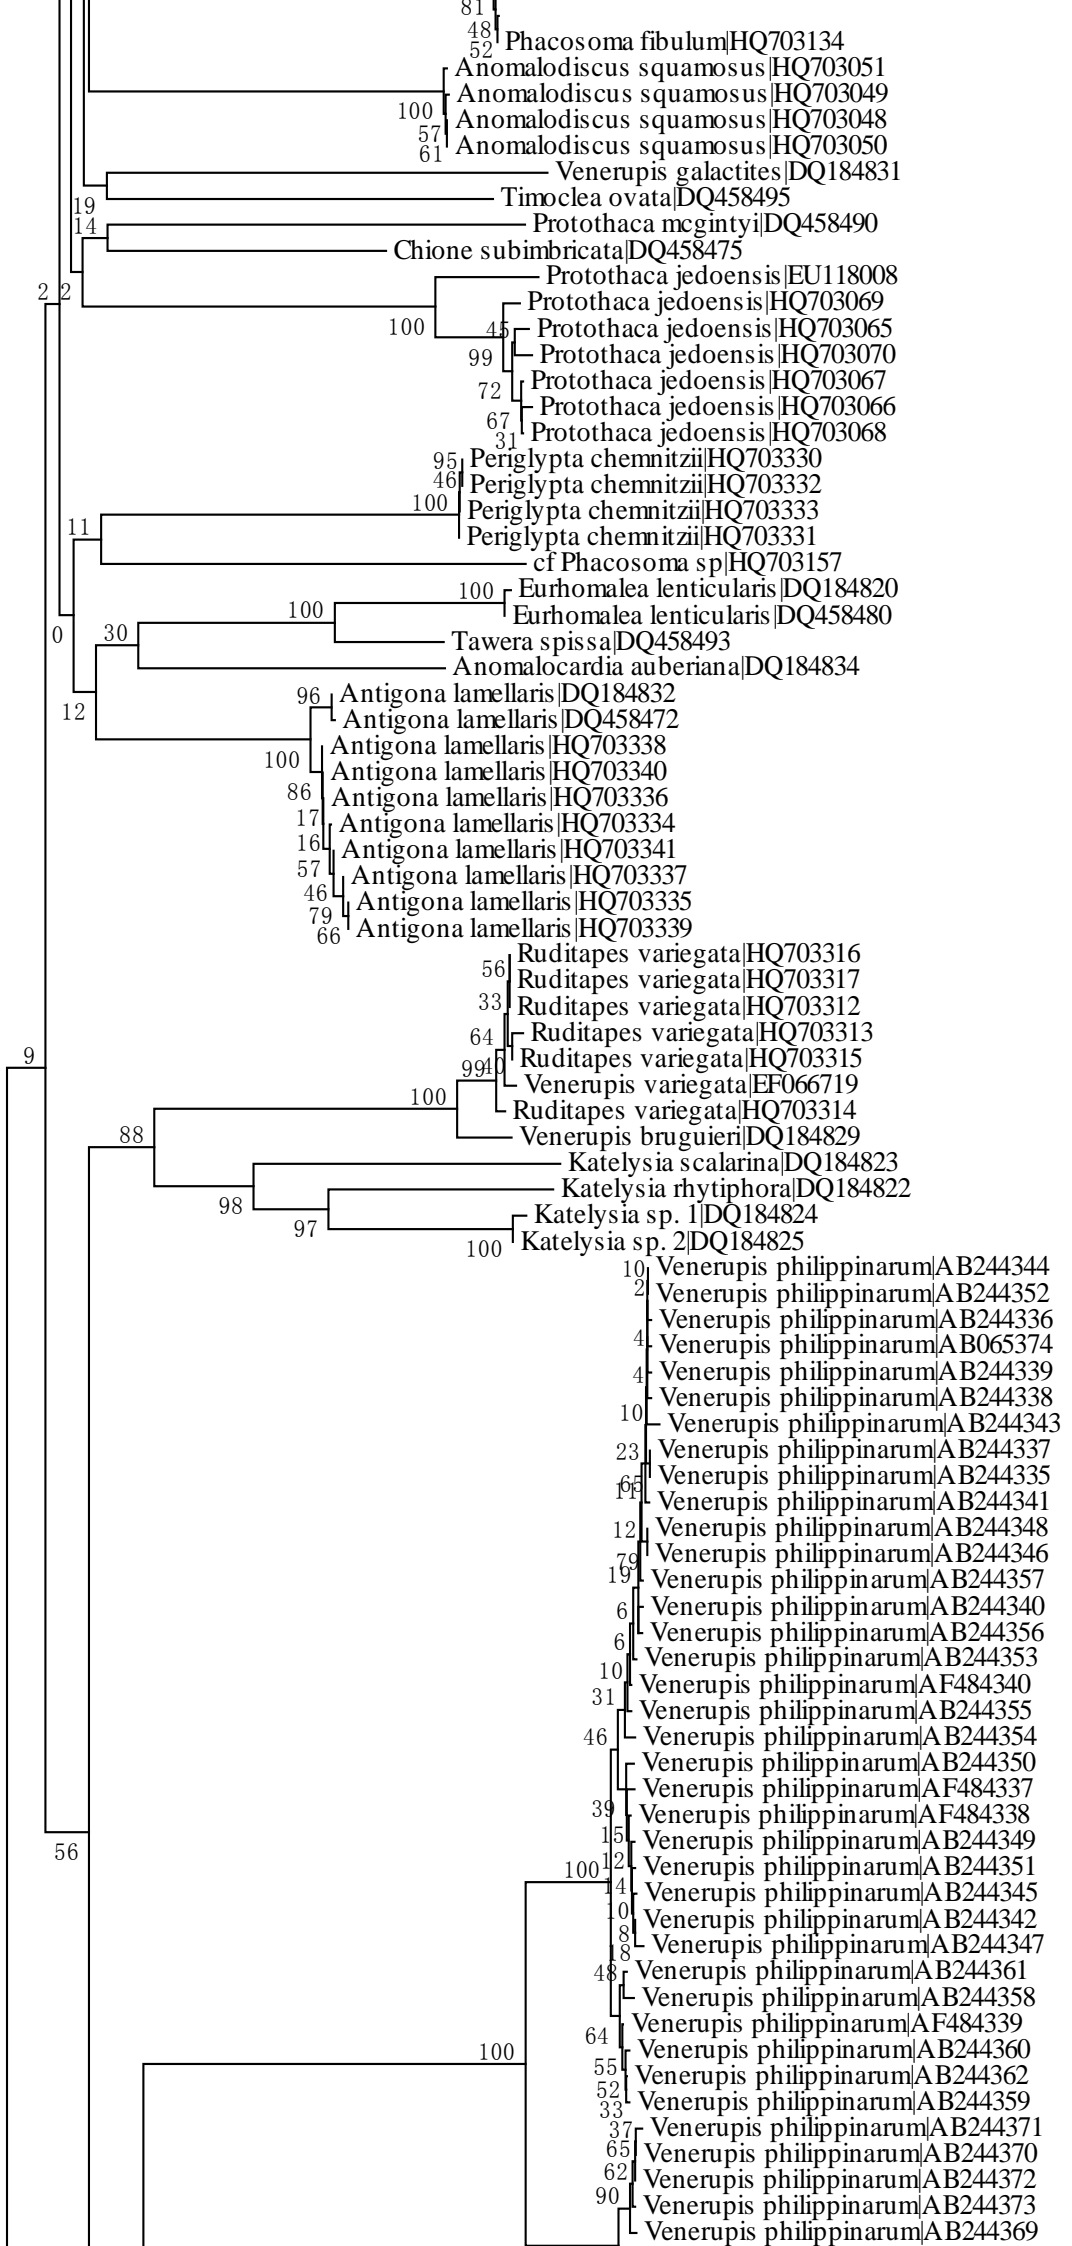 81
48
52
Phacosoma fibulum|HQ703134
Anomalodiscus squamosus|HQ703051
Anomalodiscus squamosus|HQ703049
100
Anomalodiscus squamosus|HQ703048
57
Anomalodiscus squamosus|HQ703050
61
Venerupis galactites|DQ184831
Timoclea ovata|DQ458495
19
Protothaca mcgintyi|DQ458490
14
Chione subimbricata|DQ458475
Protothaca jedoensis|EU118008
2
2
Protothaca jedoensis|HQ703069
100
45
Protothaca jedoensis|HQ703065
99
Protothaca jedoensis|HQ703070
72
Protothaca jedoensis|HQ703067
Protothaca jedoensis|HQ703066
67
Protothaca jedoensis|HQ703068
31
95
Periglypta chemnitzii|HQ703330
46
Periglypta chemnitzii|HQ703332
100
Periglypta chemnitzii|HQ703333
11
Periglypta chemnitzii|HQ703331
cf Phacosoma sp|HQ703157
100
Eurhomalea lenticularis|DQ184820
100
Eurhomalea lenticularis|DQ458480
0
30
Tawera spissa|DQ458493
Anomalocardia auberiana|DQ184834
96
Antigona lamellaris|DQ184832
12
Antigona lamellaris|DQ458472
Antigona lamellaris|HQ703338
100
Antigona lamellaris|HQ703340
86
Antigona lamellaris|HQ703336
17
Antigona lamellaris|HQ703334
16
Antigona lamellaris|HQ703341
57
Antigona lamellaris|HQ703337
46
Antigona lamellaris|HQ703335
79
Antigona lamellaris|HQ703339
66
Ruditapes variegata|HQ703316
56
Ruditapes variegata|HQ703317
33
Ruditapes variegata|HQ703312
64
Ruditapes variegata|HQ703313
9
99
40
Ruditapes variegata|HQ703315
Venerupis variegata|EF066719
100
Ruditapes variegata|HQ703314
88
Venerupis bruguieri|DQ184829
Katelysia scalarina|DQ184823
98
Katelysia rhytiphora|DQ184822
97
Katelysia sp. 1|DQ184824
100
Katelysia sp. 2|DQ184825
10
Venerupis philippinarum|AB244344
2
Venerupis philippinarum|AB244352
Venerupis philippinarum|AB244336
4
Venerupis philippinarum|AB065374
4
Venerupis philippinarum|AB244339
Venerupis philippinarum|AB244338
10
Venerupis philippinarum|AB244343
23
Venerupis philippinarum|AB244337
65
Venerupis philippinarum|AB244335
11
Venerupis philippinarum|AB244341
12
Venerupis philippinarum|AB244348
79
Venerupis philippinarum|AB244346
19
Venerupis philippinarum|AB244357
6
Venerupis philippinarum|AB244340
Venerupis philippinarum|AB244356
6
Venerupis philippinarum|AB244353
10
Venerupis philippinarum|AF484340
31
Venerupis philippinarum|AB244355
46
Venerupis philippinarum|AB244354
Venerupis philippinarum|AB244350
Venerupis philippinarum|AF484337
39
Venerupis philippinarum|AF484338
15
Venerupis philippinarum|AB244349
56
100
12
Venerupis philippinarum|AB244351
14
Venerupis philippinarum|AB244345
10
Venerupis philippinarum|AB244342
8
Venerupis philippinarum|AB244347
18
48
Venerupis philippinarum|AB244361
Venerupis philippinarum|AB244358
64
Venerupis philippinarum|AF484339
100
Venerupis philippinarum|AB244360
55
Venerupis philippinarum|AB244362
52
Venerupis philippinarum|AB244359
33
37
Venerupis philippinarum|AB244371
65
Venerupis philippinarum|AB244370
62
Venerupis philippinarum|AB244372
90
Venerupis philippinarum|AB244373
Venerupis philippinarum|AB244369